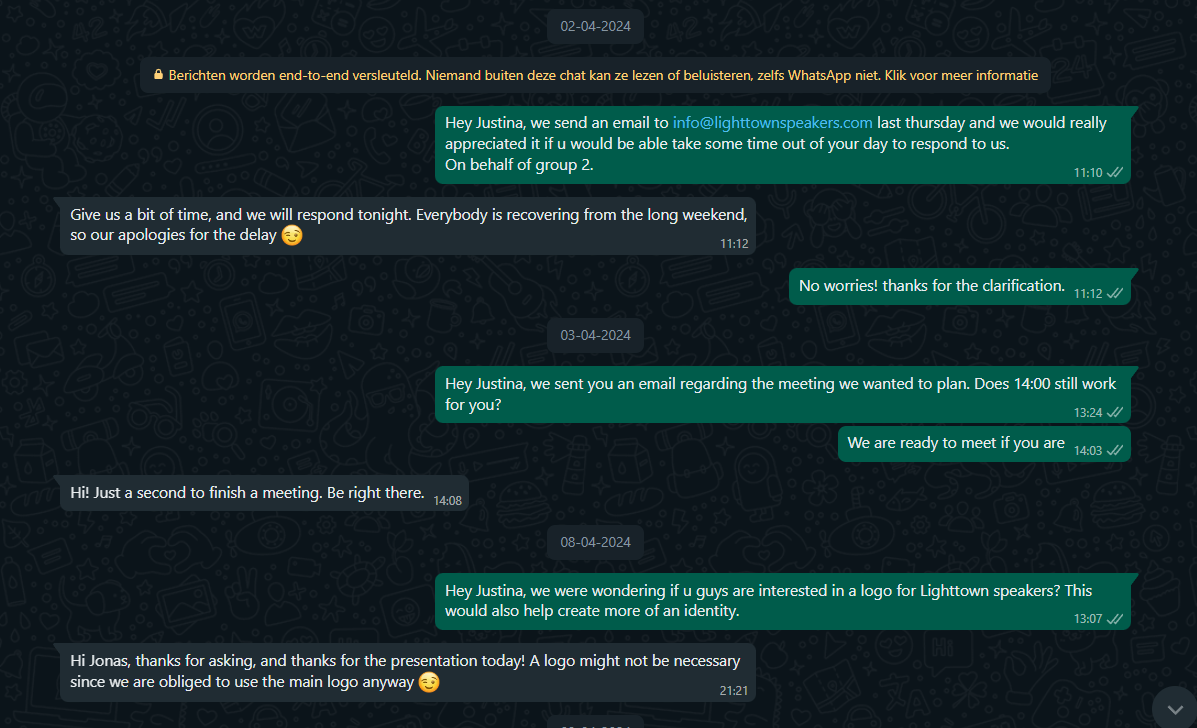 02-04-2024
Berichten worden end-to-end versleuteld. Niemand buiten deze chat kan ze lezen of beluisteren, zelfs WhatsApp niet. Klik voor meer informatie
Hey Justina, we send an email to info@lighttownspeakers.com last thursday and we would really
appreciated it if u would be able take some time out of your day to respond to us.
On behalf of group 2.
11:10
Give us a bit of time, and we will respond tonight. Everybody is recovering from the long weekend,
so our apologies for the delay 😉
11:12
No worries! thanks for the clarification. 11:12
03-04-2024
Hey Justina, we sent you an email regarding the meeting we wanted to plan. Does 14:00 still work
for you?
13:24
We are ready to meet if you are 14:03
Hi! Just a second to finish a meeting. Be right there. 14:08
08-04-2024
Hey Justina, we were wondering if u guys are interested in a logo for Lighttown speakers? This
would also help create more of an identity.
13:07
Hi Jonas, thanks for asking, and thanks for the presentation today! A logo might not be necessary
since we are obliged to use the main logo anyway 😉
21:21